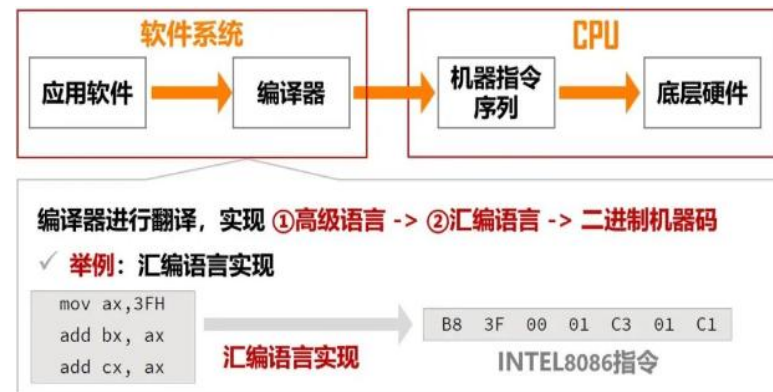 软件系统
CPU
应用软件
编译器
机器指令
序列
底层硬件
编译器进行翻译，实现 ①高级语言 -> ②汇编语言 -> 二进制机器码
✓ 举例：汇编语言实现
mov ax,3FH
add bx, ax
add cx, ax
汇编语言实现
B8 3F 00 01 C3 01 C1
INTEL8086指令